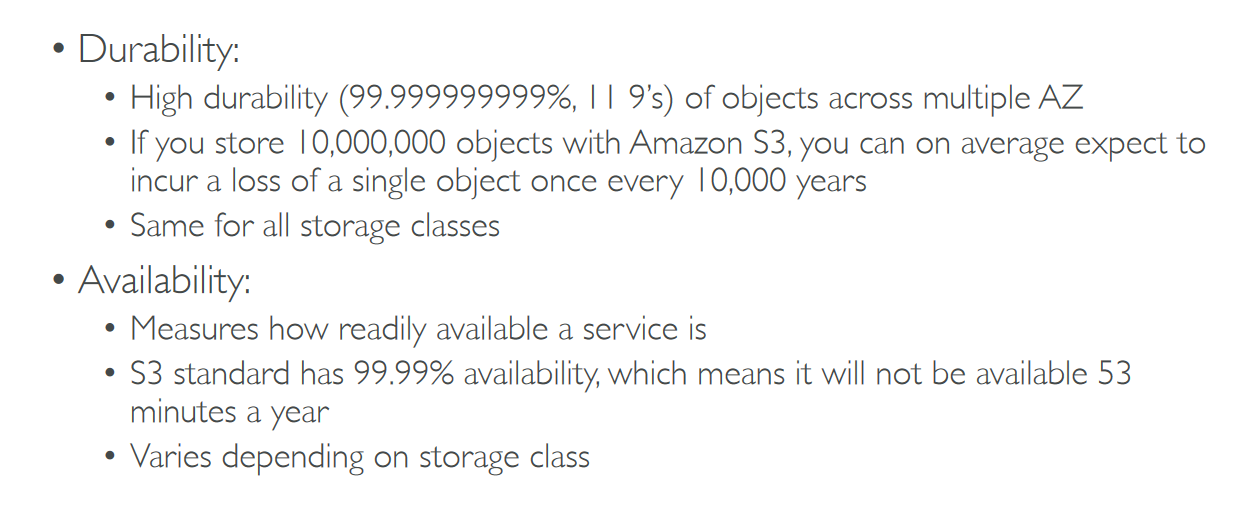 • Durability:
• High durability (99.999999999%, 11 9’s) of objects across multiple AZ
• If you store 10,000,000 objects with Amazon S3, you can on average expect to
incur a loss of a single object once every 10,000 years
• Same for all storage classes
• Availability:
• Measures how readily available a service is
• S3 standard has 99.99% availability, which means it will not be available 53
minutes a year
• Varies depending on storage class